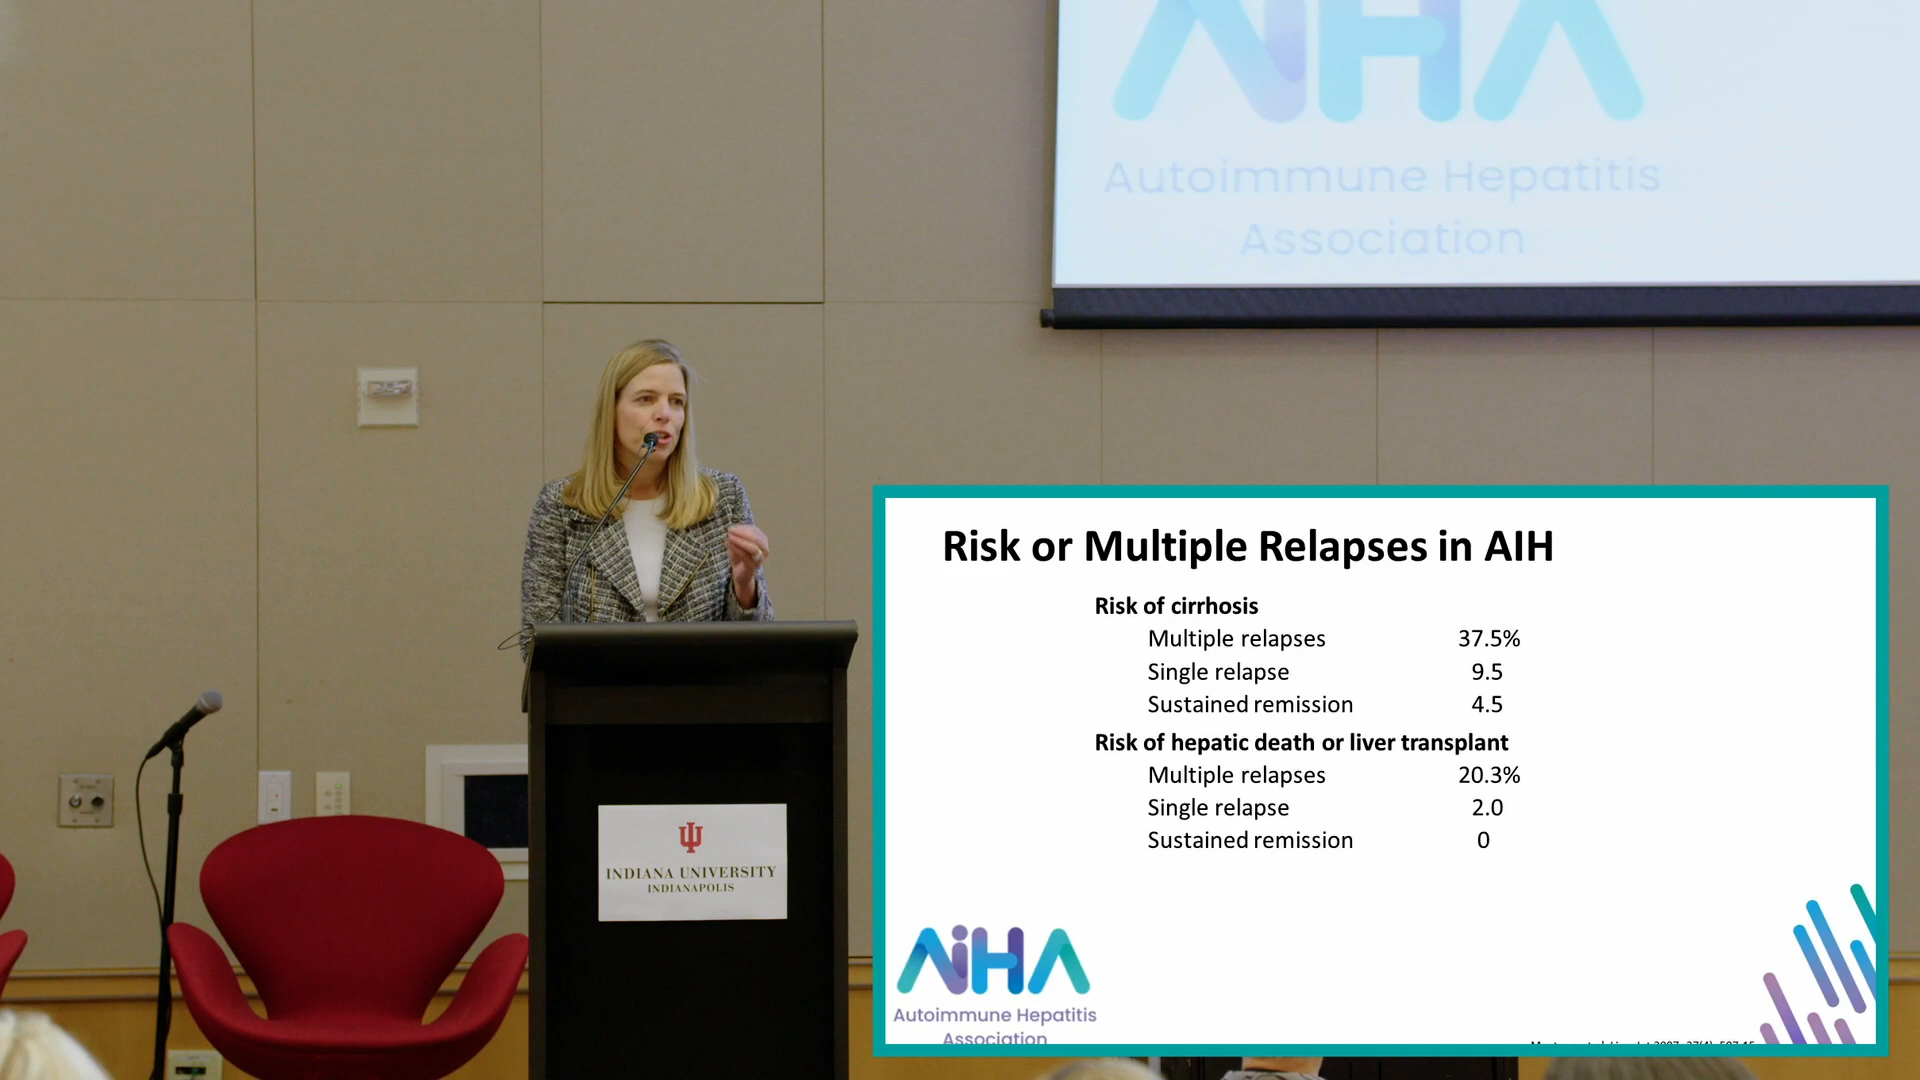 AiHA
Autoimmune Hepatitis
Association
Risk or Multiple Relapses in AIH
Risk of cirrhosis
Multiple relapses 37.5%
Single relapse 9.5
Sustained remission 4.5
Risk of hepatic death or liver transplant
Multiple relapses 20.3%
Single relapse 2.0
Sustained remission 0
INDIANA UNIVERSITY
INDIANAPOLIS
AiHA
Autoimmune Hepatitis
Association